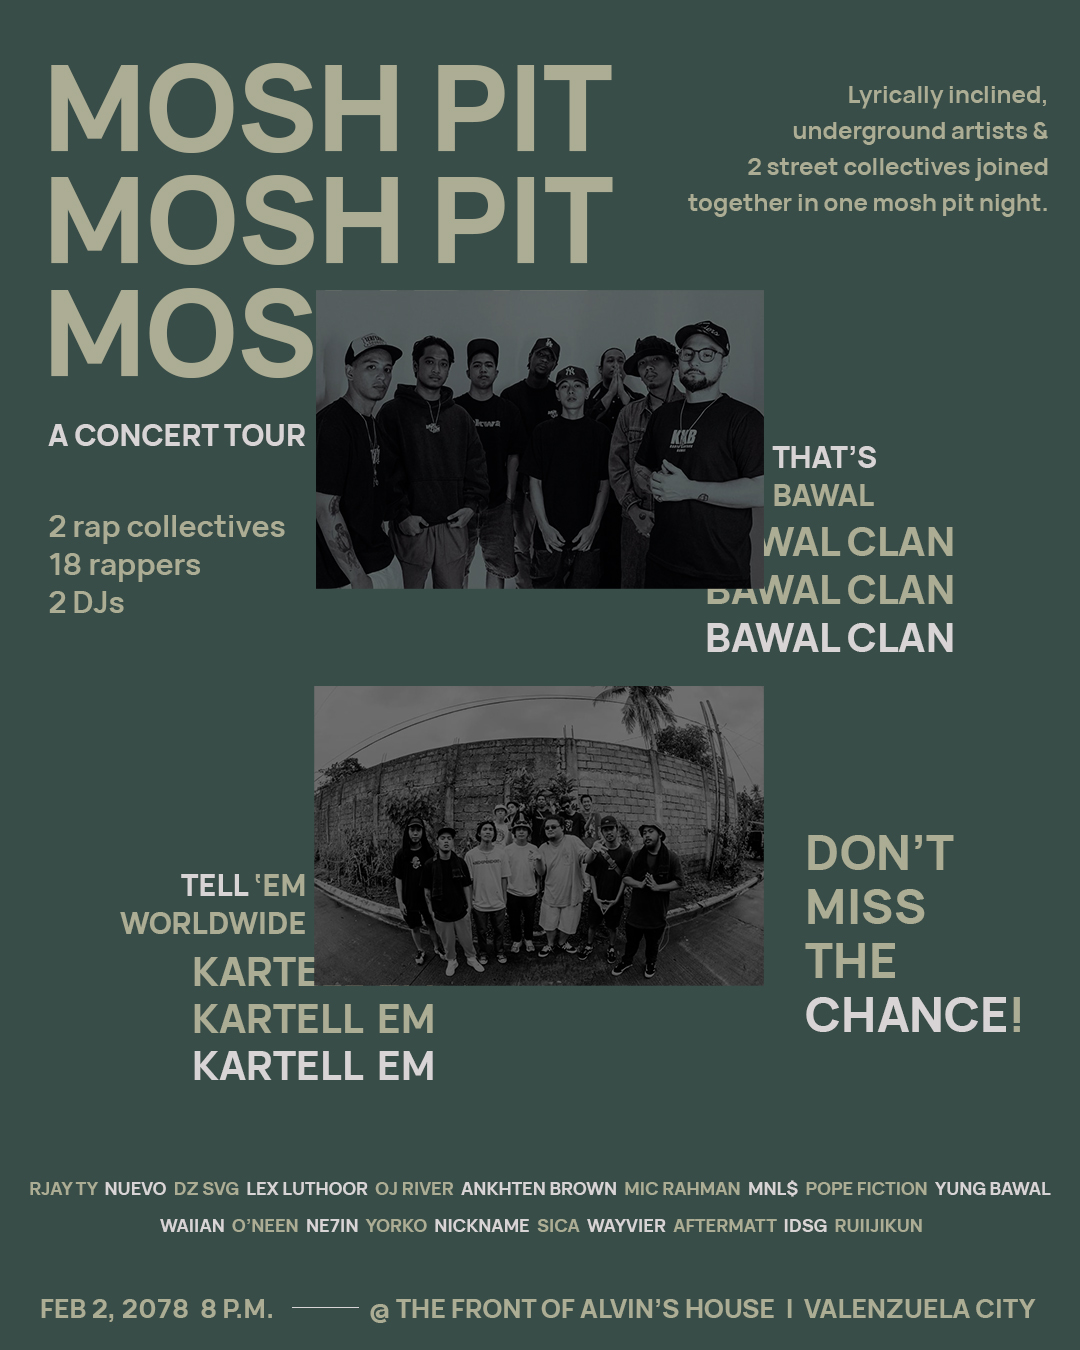 MOSH PIT
MOSH PIT
MOS
Lyrically inclined,
underground artists &
2 street collectives joined
together in one mosh pit night.
A CONCERT TOUR
2 rap collectives
18 rappers
2 DJs
KKB
THAT'S
BAWAL
WAL CLAN
BAWAL CLAN
BAWAL CLAN
TELL ‛EM
WORLDWIDE
KARTE
KARTELL EM
KARTELL EM
DON'T
MISS
THE
CHANCE!
RJAY TY NUEVO DZ SVG LEX LUTHOOR OJ RIVER ANKHTEN BROWN MIC RAHMAN MNL$ POPE FICTION YUNG BAWAL
WAIIAN O'NEEN NE7IN YORKO NICKNAME SICA WAYVIER AFTERMATT IDSG RUIIJIKUN
FEB 2, 2078 8 P.M. —— @ THE FRONT OF ALVIN'S HOUSE | VALENZUELA CITY